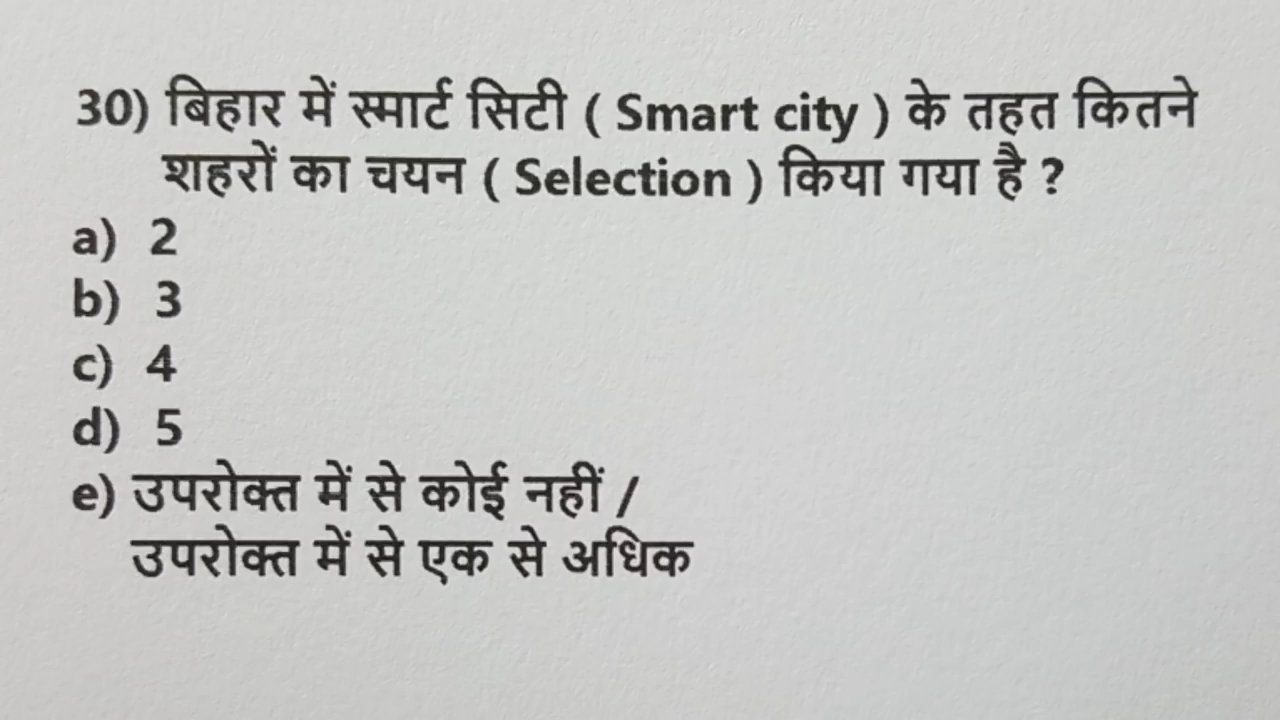 30) बिहार में स्मार्ट सिटी ( Smart city ) के तहत कितने
शहरों का चयन ( Selection ) किया गया है ?
a) 2
b) 3
c) 4
d) 5
e) उपरोक्त में से कोई नहीं /
उपरोक्त में से एक से अधिक